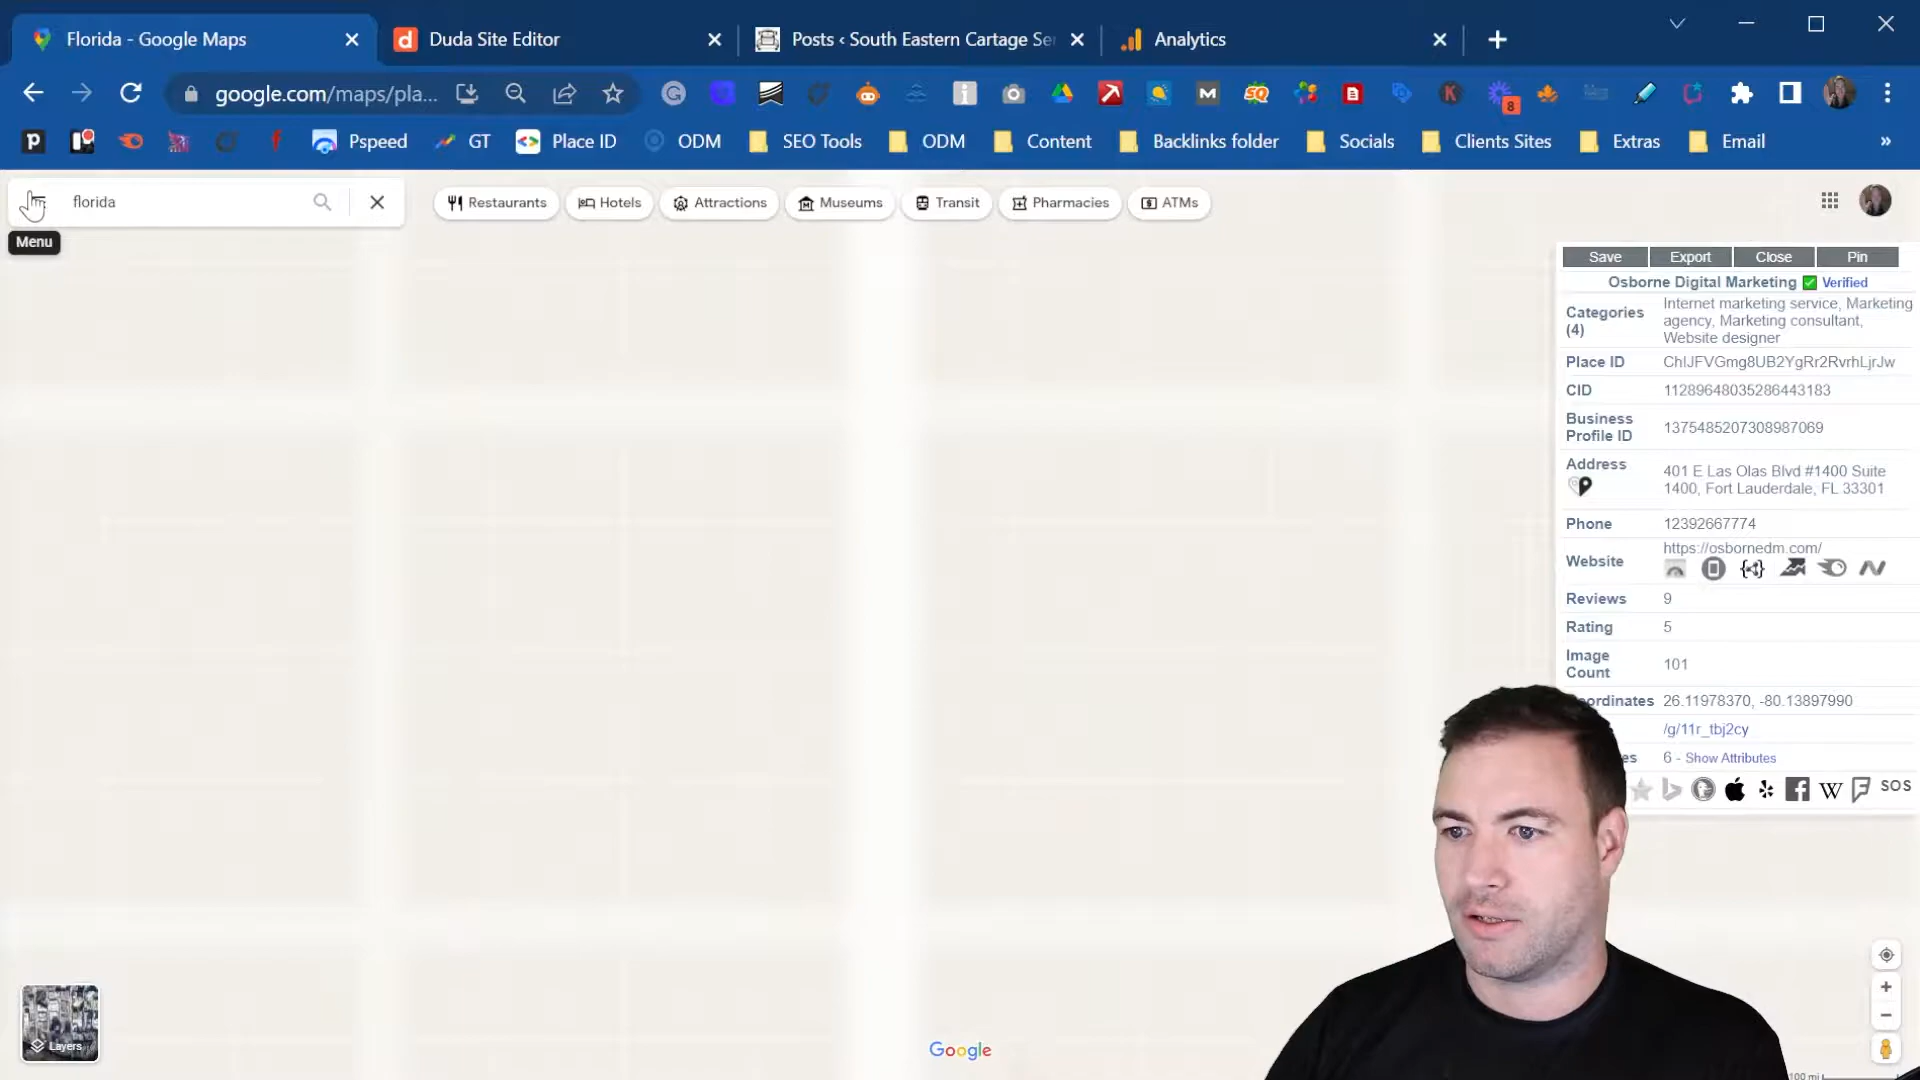 Florida - Google Maps
Duda Site Editor
Posts ‹ South Eastern Cartage Se
Analytics
google.com/maps/pla...
8
Pspeed
GT
Place ID
ODM
SEO Tools
ODM
Content
Backlinks folder
Socials
Clients Sites
Extras
Email
»
florida
Restaurants
Hotels
Attractions
Museums
Transit
Pharmacies
ATMs
Menu
Save
Export
Close
Pin
Osborne Digital Marketing Verified
Categories (4)
Internet marketing service, Marketing
agency, Marketing consultant,
Website designer
Place ID
ChIJFVGmg8UB2YgRr2RvrhLjrJw
CID
11289648035286443183
Business Profile ID
1375485207308987069
Address
401 E Las Olas Blvd #1400 Suite
1400, Fort Lauderdale, FL 33301
Phone
12392667774
Website
https://osbornedm.com/
Reviews
9
Rating
5
Image Count
101
oordinates
26.11978370, -80.13897990
/g/11r_tbj2cy
es
6 - Show Attributes
SOS
Layers
Google
100 mi